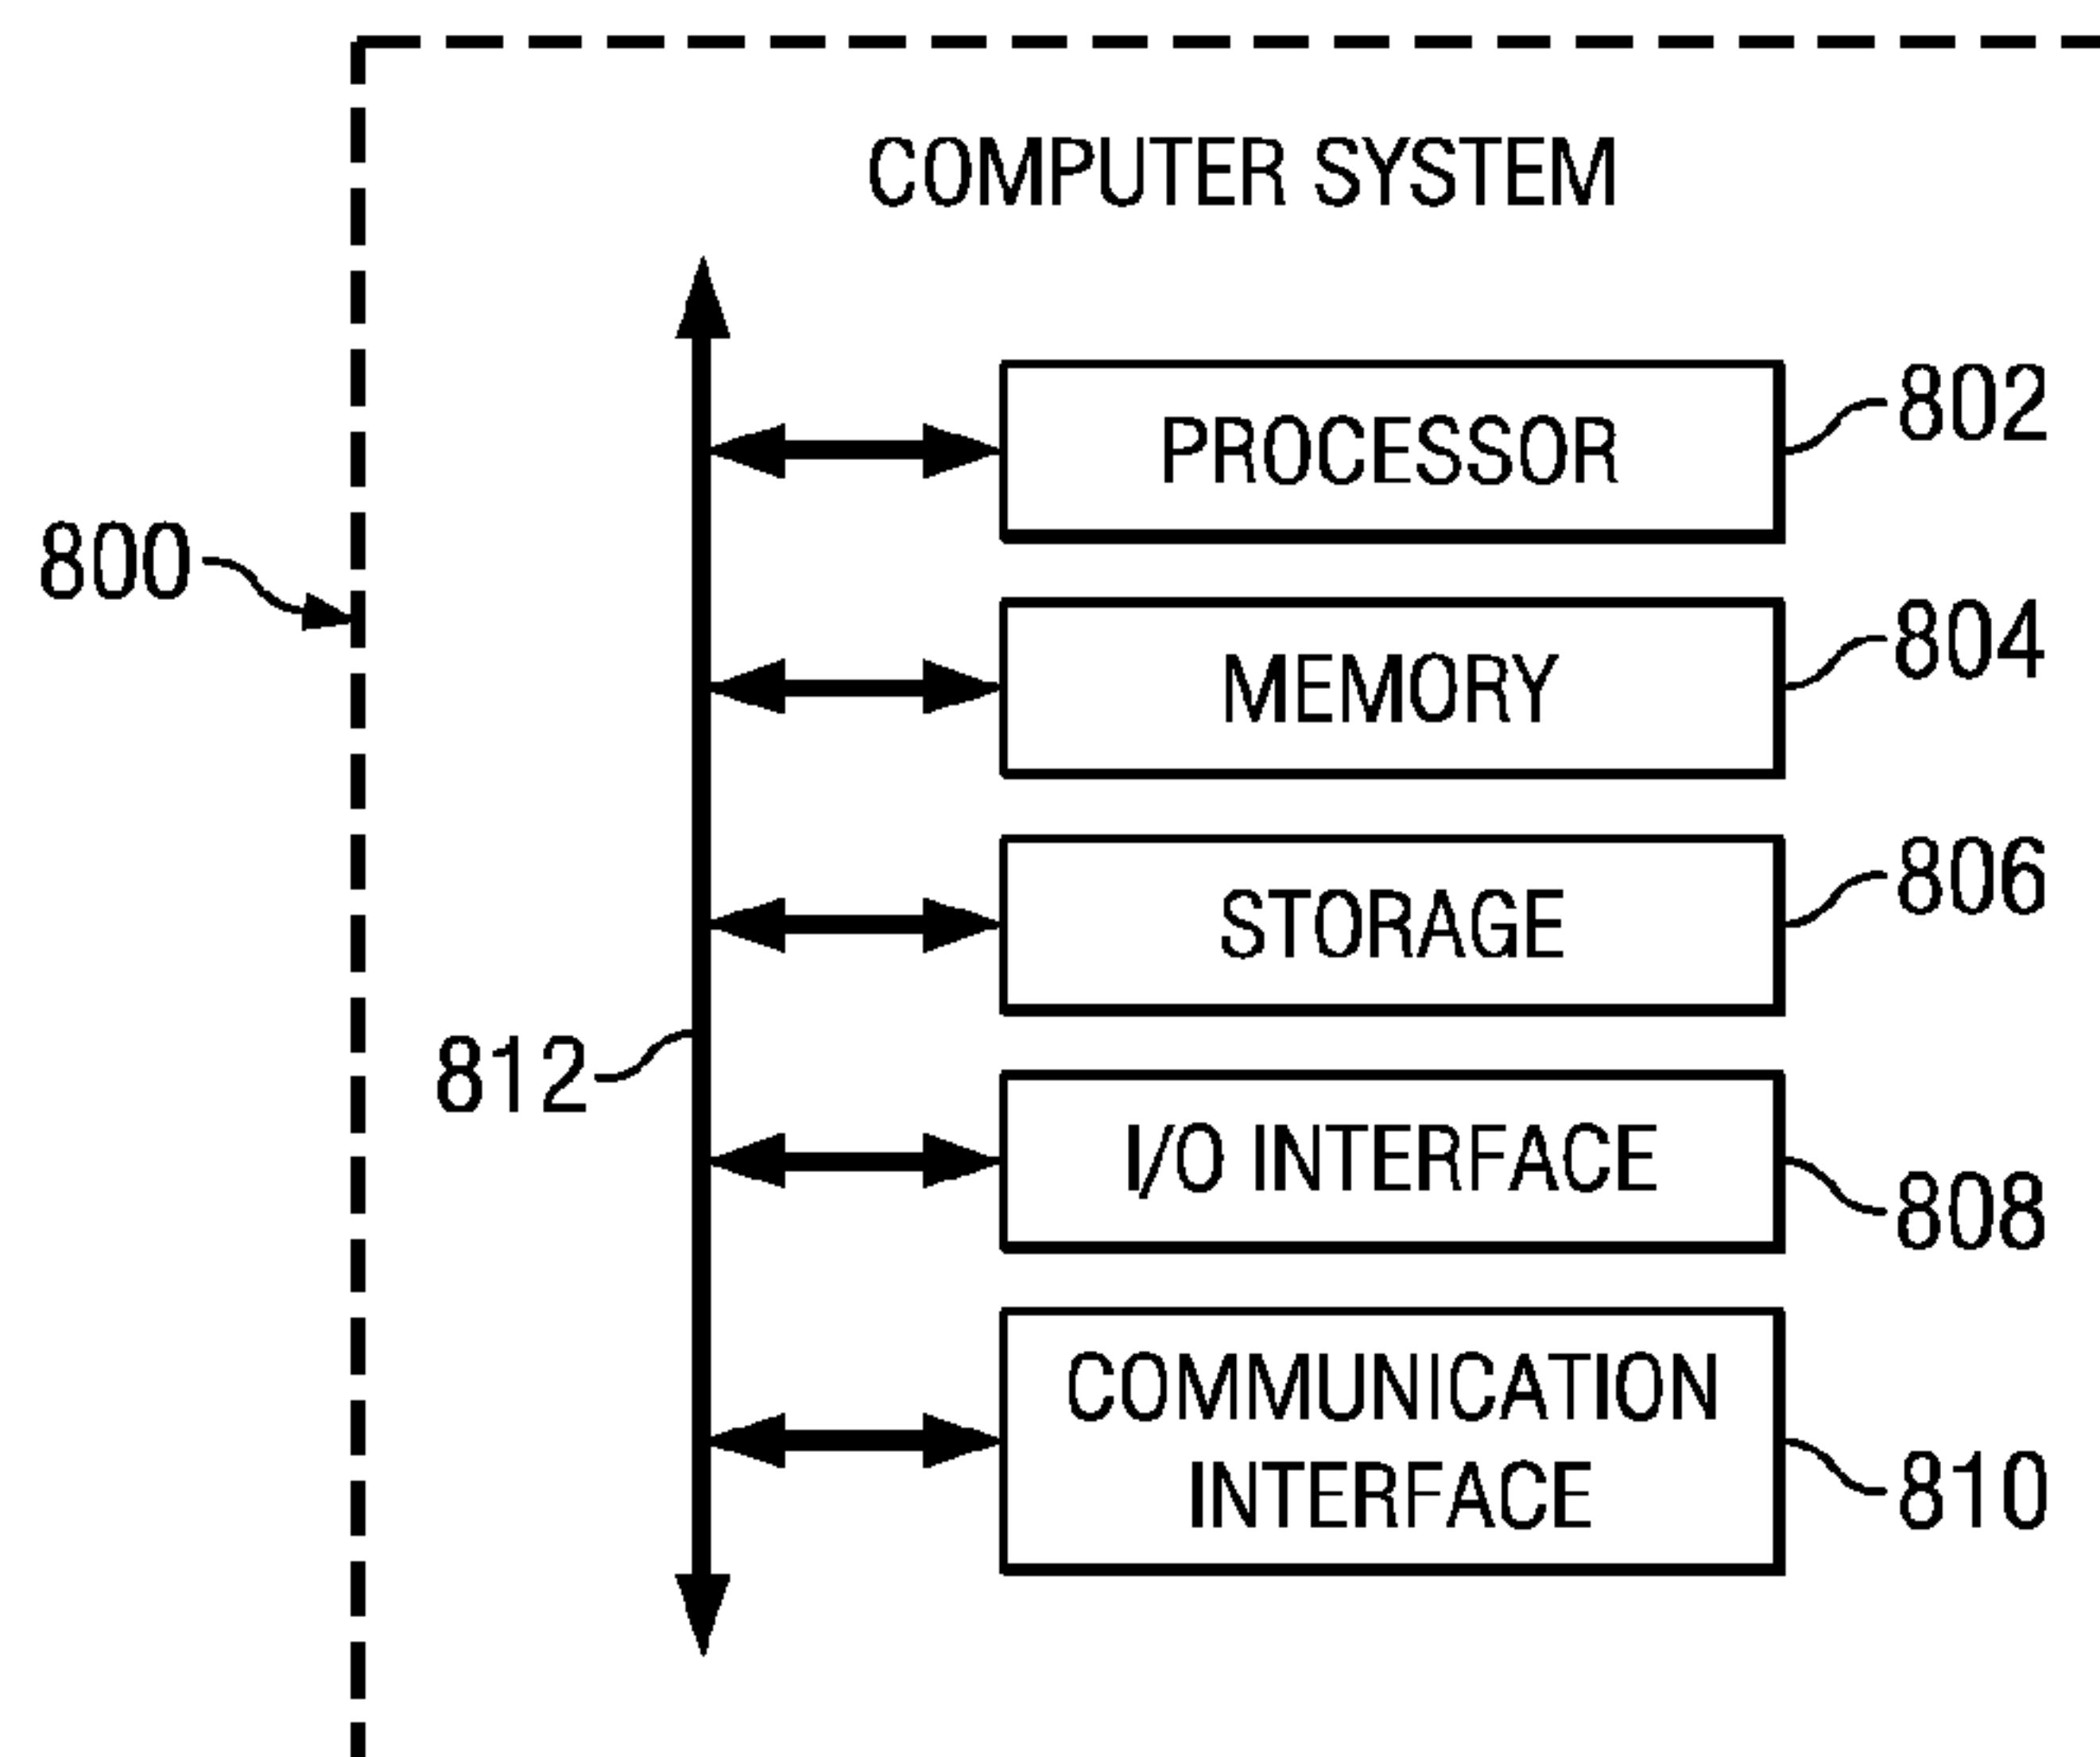 COMPUTER SYSTEM
PROCESSOR
802
800
MEMORY
804
STORAGE
806
812
I/O INTERFACE
808
COMMUNICATION
INTERFACE
810